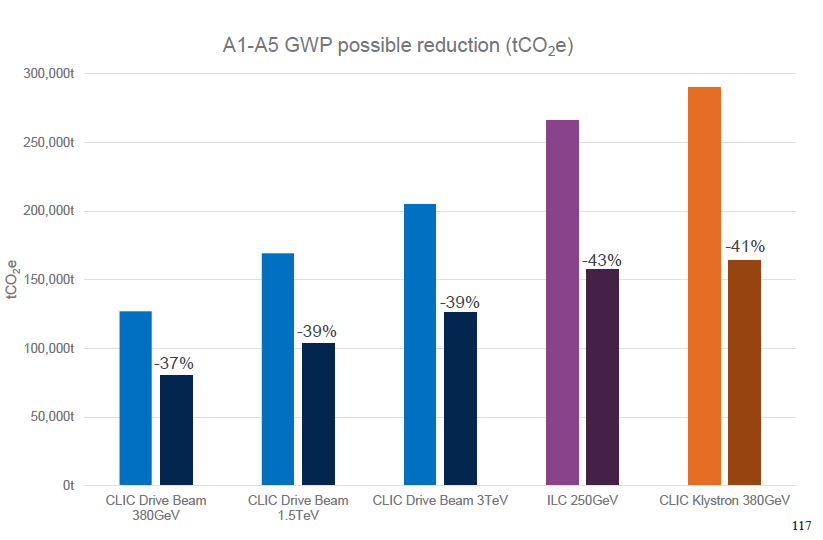 A1-A5 GWP possible reduction (tCO₂e)
300,000t
250,000t
200,000t
150,000t
100,000t
50,000t
0t
tCO₂e
-37%
-39%
-39%
-43%
-41%
CLIC Drive Beam
380GeV
CLIC Drive Beam
1.5TeV
CLIC Drive Beam 3TeV
ILC 250GeV
CLIC Klystron 380GeV
117